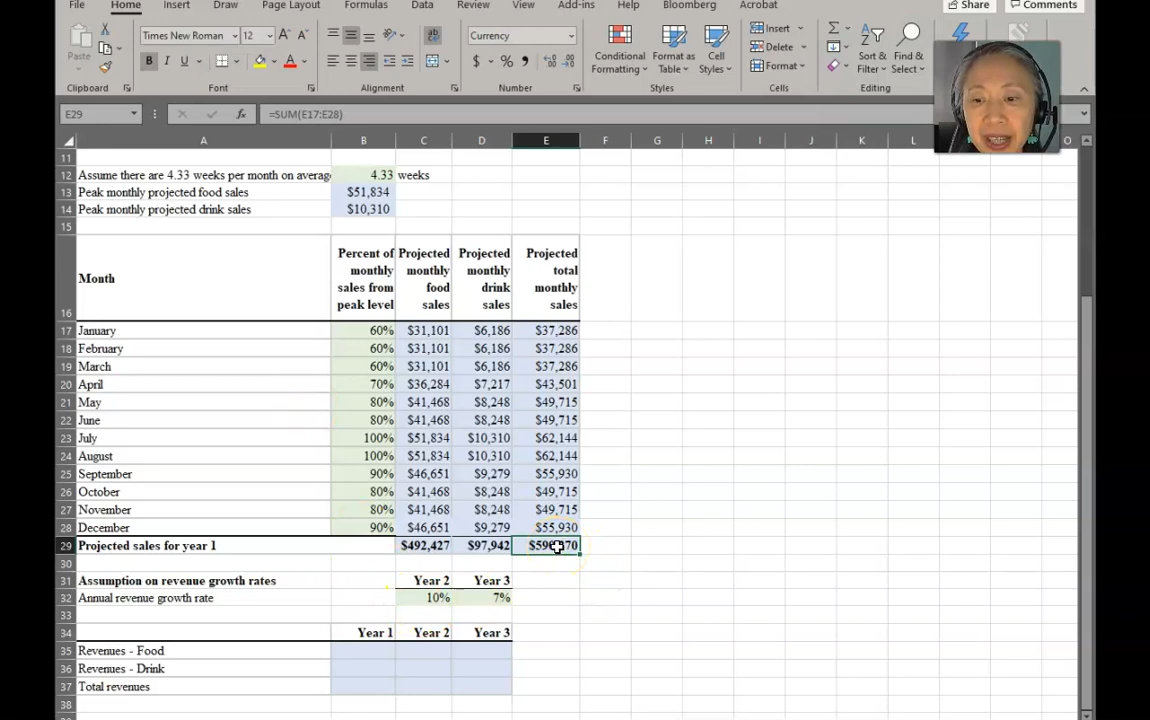 File Home Insert Draw Page Layout Formulas Data Review View Add-ins Help Bloomberg Acrobat Share Comments
Paste Times New Roman 12 A A ab Currency Conditional Format as Cell Insert Σ Sort & Find &
B I U A $ % Formatting Table Styles Delete Format Filter Select
Clipboard Font Alignment Number Styles Cells Editing
E29 fx =SUM(E17:E28)
A B C D E F G H I J K L O
11
12 Assume there are 4.33 weeks per month on average 4.33 weeks
13 Peak monthly projected food sales $51,834
14 Peak monthly projected drink sales $10,310
15
Percent of Projected Projected Projected
monthly monthly monthly total
Month sales from food drink monthly
16 peak level sales sales sales
17 January 60% $31,101 $6,186 $37,286
18 February 60% $31,101 $6,186 $37,286
19 March 60% $31,101 $6,186 $37,286
20 April 70% $36,284 $7,217 $43,501
21 May 80% $41,468 $8,248 $49,715
22 June 80% $41,468 $8,248 $49,715
23 July 100% $51,834 $10,310 $62,144
24 August 100% $51,834 $10,310 $62,144
25 September 90% $46,651 $9,279 $55,930
26 October 80% $41,468 $8,248 $49,715
27 November 80% $41,468 $8,248 $49,715
28 December 90% $46,651 $9,279 $55,930
29 Projected sales for year 1 $492,427 $97,942
30
31 Assumption on revenue growth rates Year 2 Year 3
32 Annual revenue growth rate 10% 7%
33
34 Year 1 Year 2 Year 3
35 Revenues - Food
36 Revenues - Drink
37 Total revenues
38